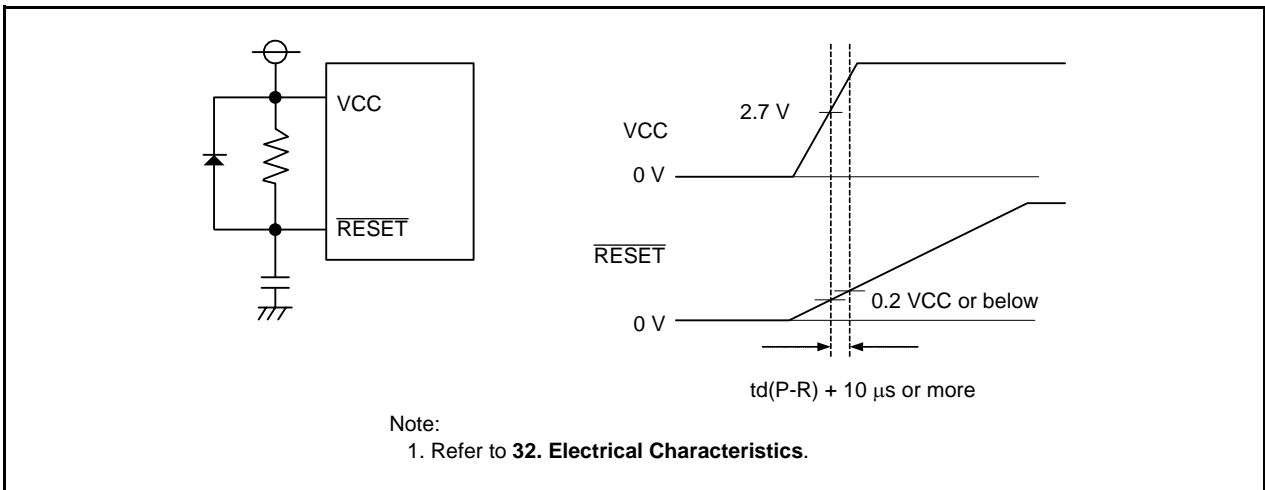 VCC
RESET
2.7 V
VCC
0 V
RESET
0.2 VCC or below
0 V
td(P-R) + 10 μs or more
Note:
1. Refer to 32. Electrical Characteristics.